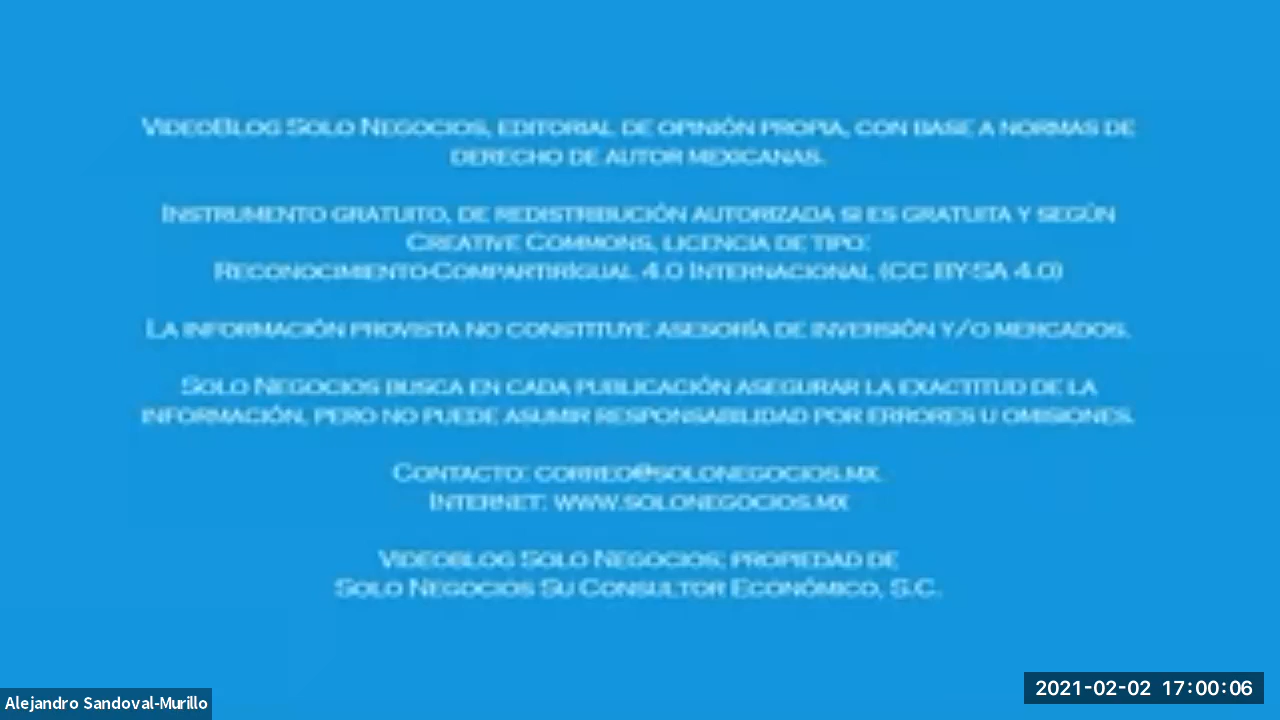 VIDEOBLOG SOLO NEGOCIOS, EDITORIAL DE OPINIÓN PROPIA, CON BASE A NORMAS DE
DERECHO DE AUTOR MEXICANAS.
INSTRUMENTO GRATUITO, DE REDISTRIBUCIÓN AUTORIZADA SI ES GRATUITA Y SEGÚN
CREATIVE COMMONS, LICENCIA DE TIPO:
RECONOCIMIENTO-COMPARTIRIGUAL 4.0 INTERNACIONAL (CC BY-SA 4.0)
LA INFORMACIÓN PROVISTA NO CONSTITUYE ASESORÍA DE INVERSIÓN Y/O MERCADOS.
SOLO NEGOCIOS BUSCA EN CADA PUBLICACIÓN ASEGURAR LA EXACTITUD DE LA
INFORMACIÓN, PERO NO PUEDE ASUMIR RESPONSABILIDAD POR ERRORES U OMISIONES.
CONTACTO: CORREO@SOLONEGOCIOS.MX
INTERNET: WWW.SOLONEGOCIOS.MX
VIDEOBLOG SOLO NEGOCIOS: PROPIEDAD DE
SOLO NEGOCIOS SU CONSULTOR ECONÓMICO, S.C.
Alejandro Sandoval-Murillo
2021-02-02 17:00:06